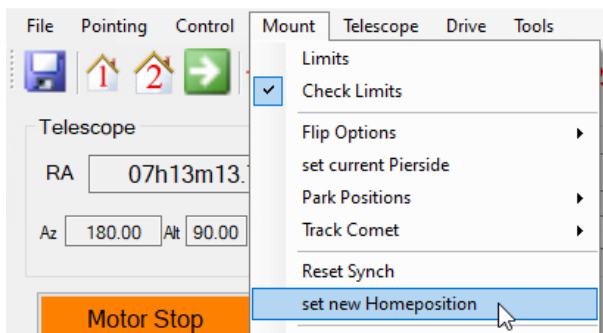 File Pointing Control Mount Telescope Drive Tools
1 2
Limits
Check Limits
Telescope
Flip Options
RA 07h13m13.
set current Pierside
Park Positions
Az 180.00 Alt 90.00
Track Comet
Reset Synch
set new Homeposition
Motor Stop